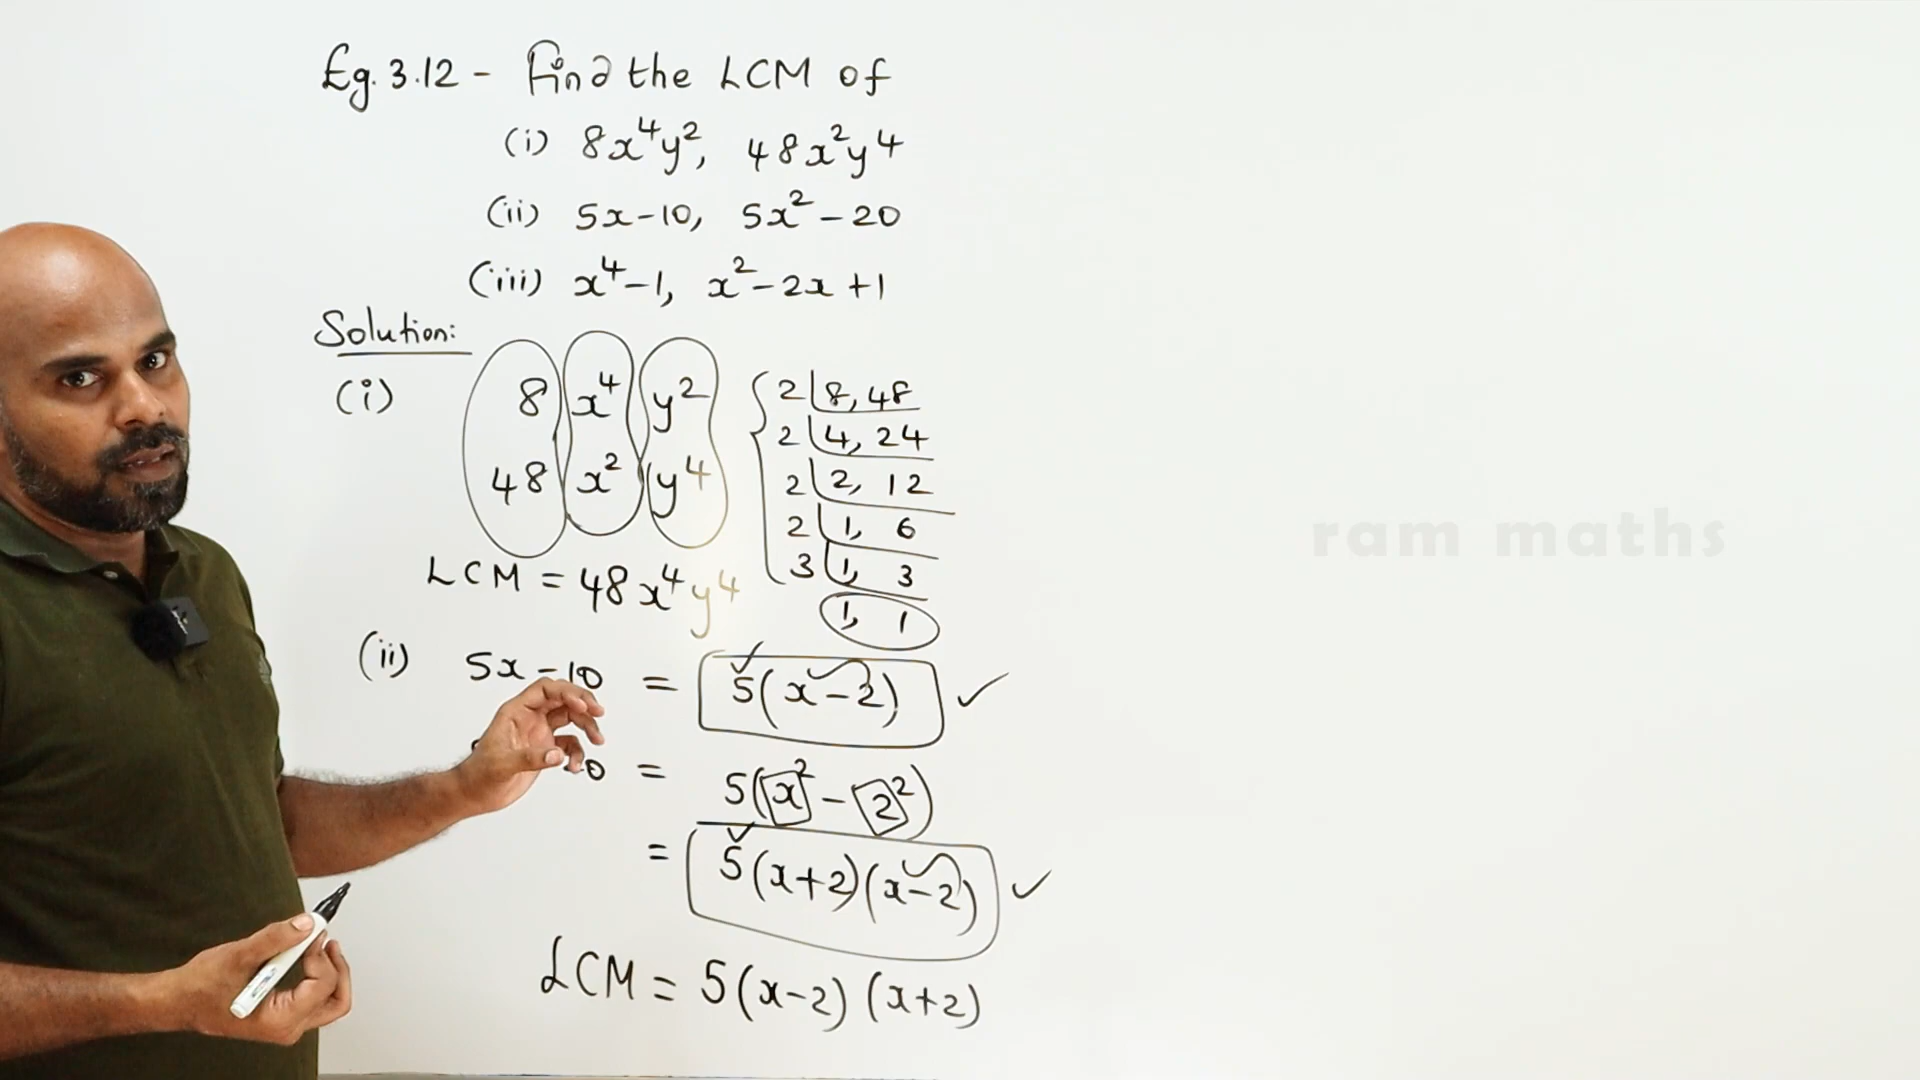 Eg. 3.12 - Find the LCM of
(i) 8x⁴y², 48x²y⁴
(ii) 5x-10, 5x²-20
(iii) x⁴-1, x²-2x+1
Solution:
(i)
8 x⁴ y²
48 x² y⁴
2 8, 48
2 4, 24
2 2, 12
2 1, 6
3 1, 3
1, 1
LCM = 48x⁴y⁴
(ii) 5x-10 = 5(x-2)
= 5(x²-2²)
= 5(x+2)(x-2)
LCM = 5(x-2)(x+2)
ram maths